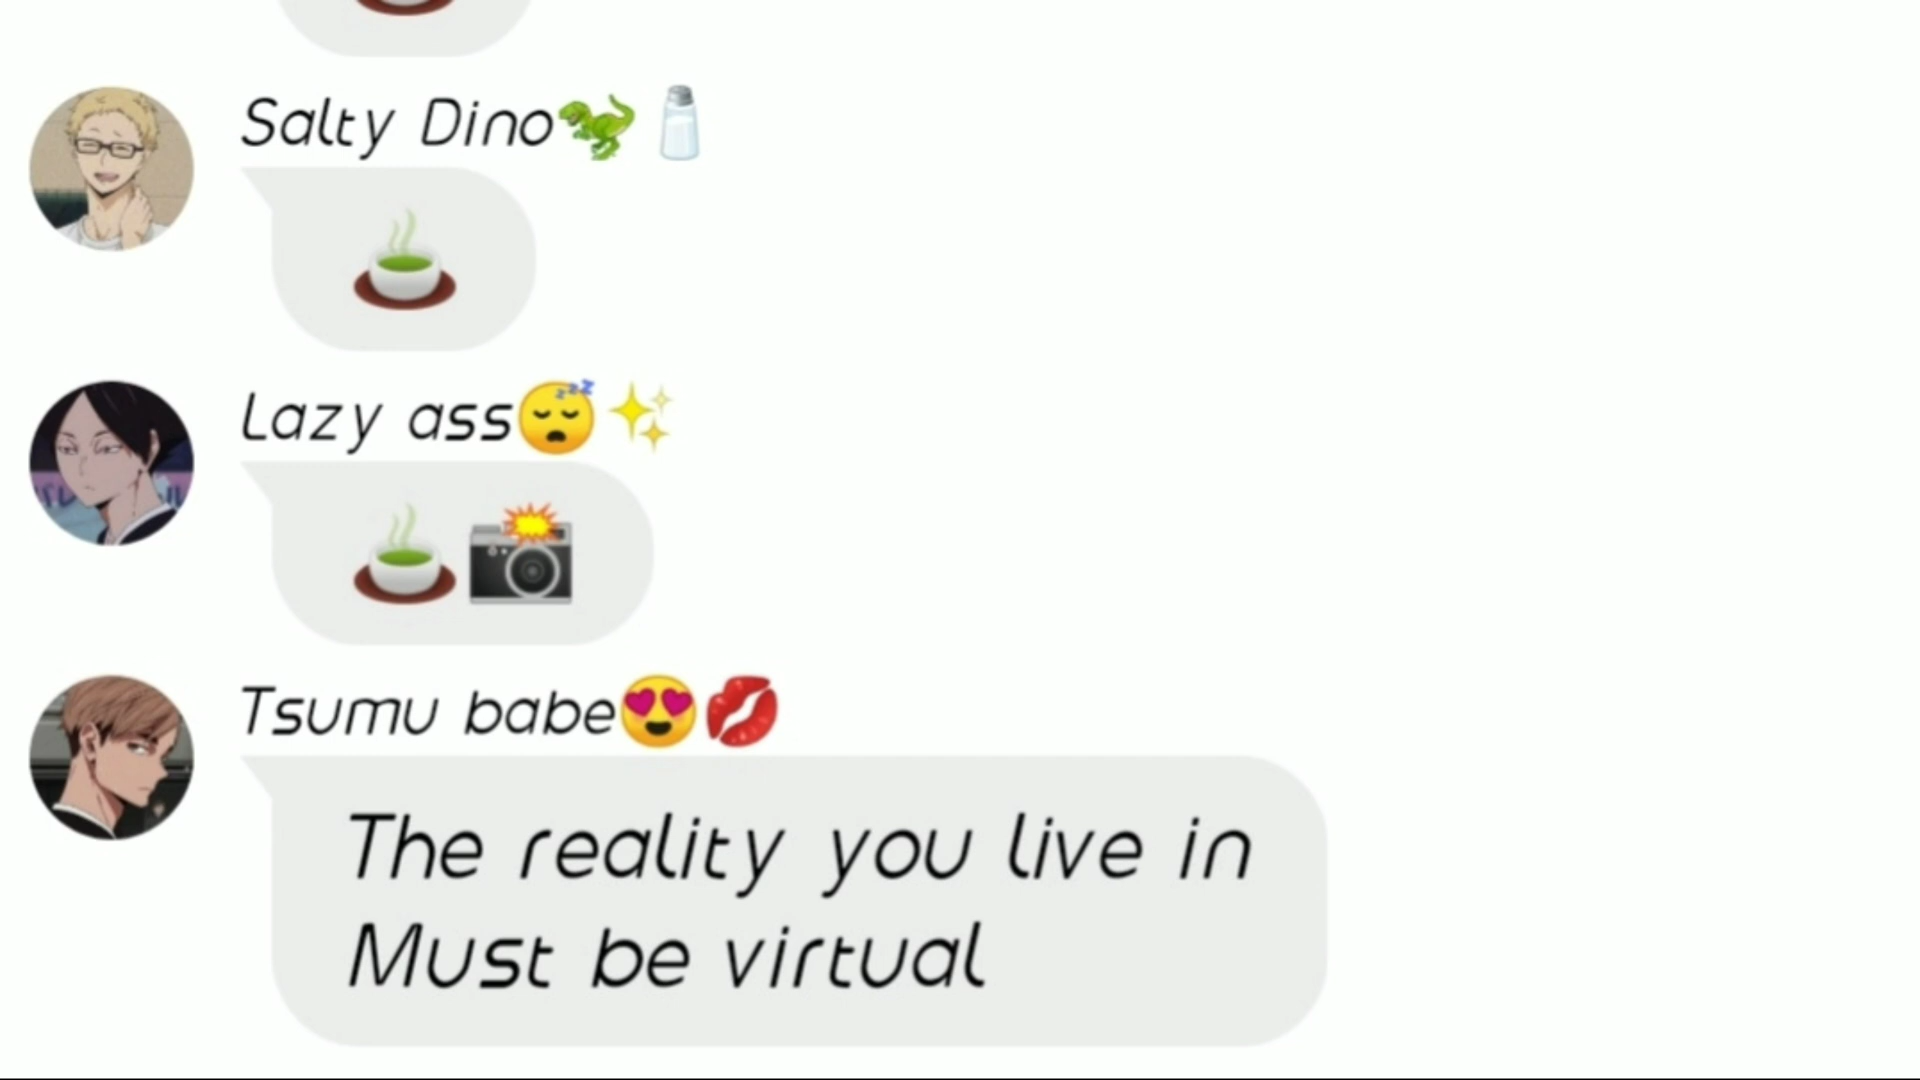 Salty Dino🦖🧂
🍵
Lazy ass😴✨
🍵📸
Tsumu babe😍💋
The reality you live in
Must be virtual